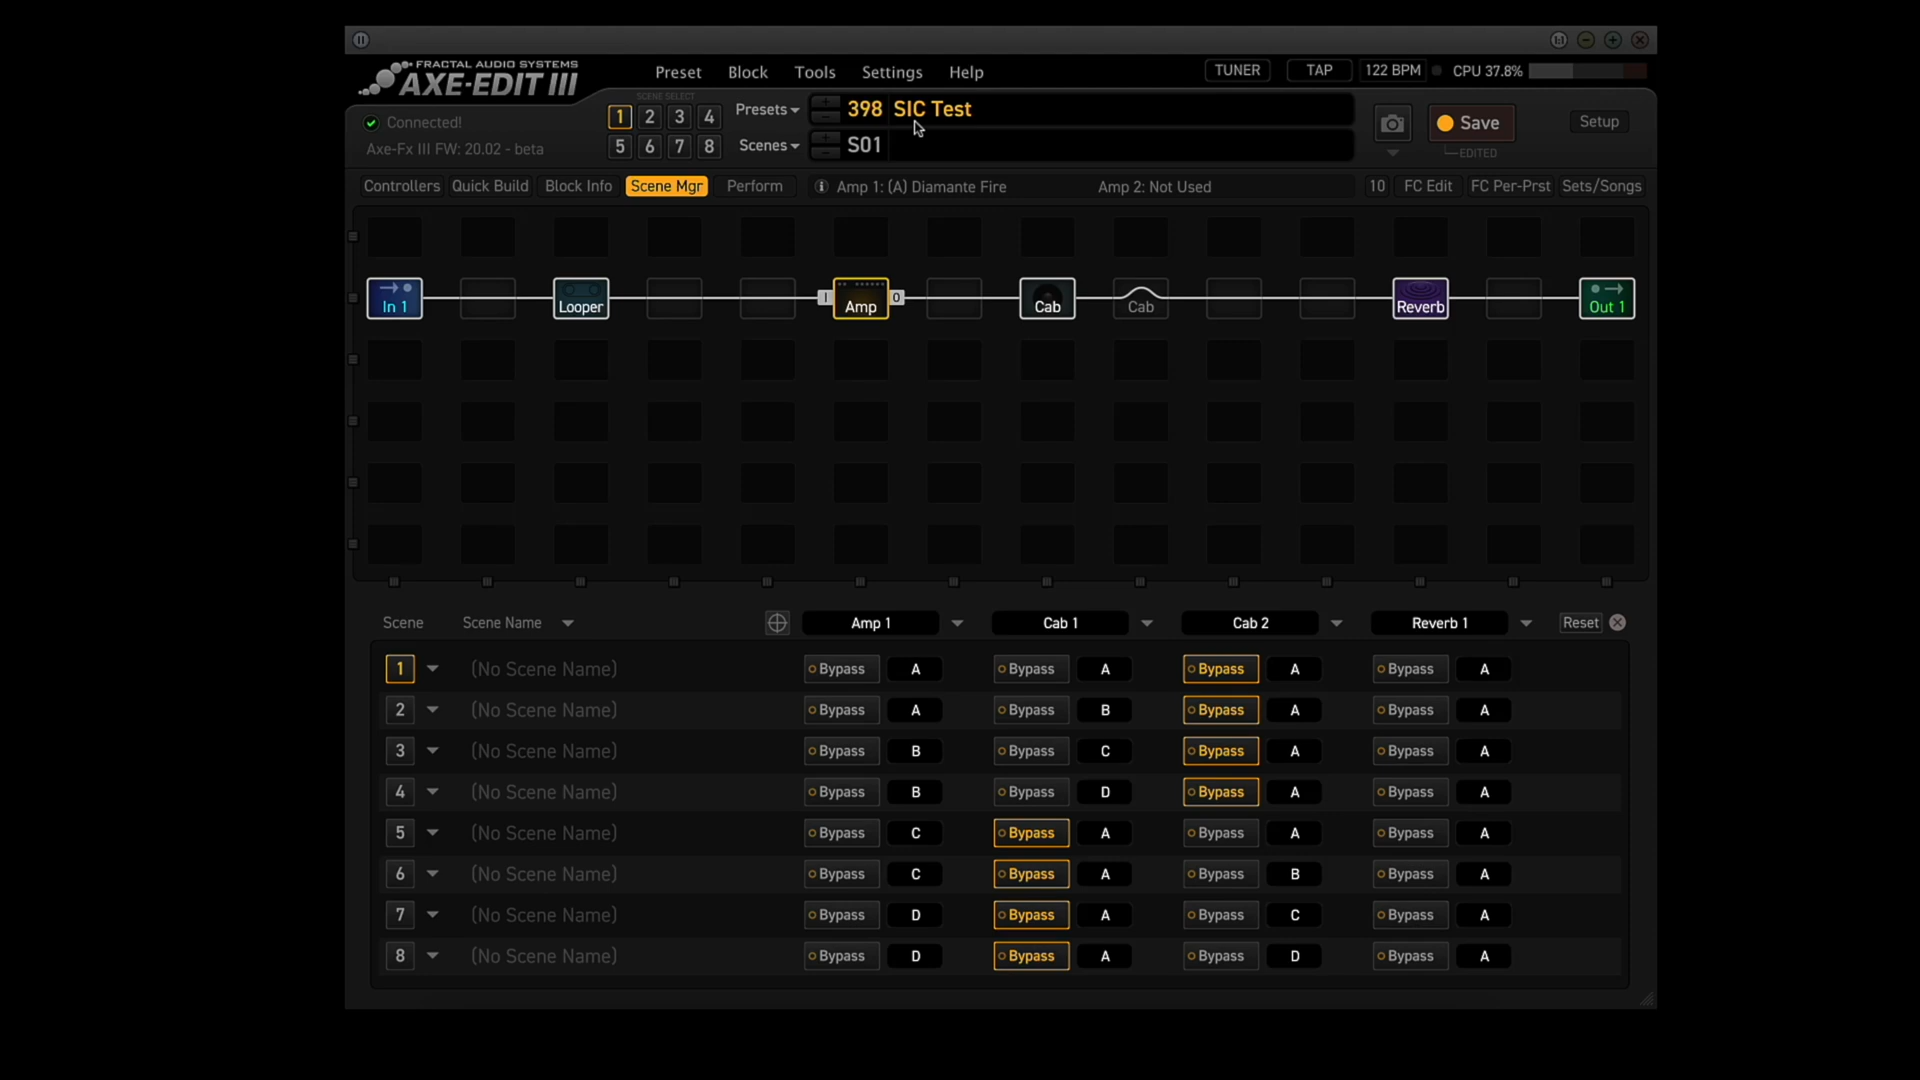 FRACTAL AUDIO SYSTEMS
AXE-EDIT III
Preset Block Tools Settings Help
TUNER TAP 122 BPM CPU 37.8%
SCENE SELECT
1 2 3 4
5 6 7 8
Connected!
Axe-Fx III FW: 20.02 - beta
Presets 398 SIC Test
Scenes S01
Save
EDITED
Setup
Controllers Quick Build Block Info Scene Mgr Perform Amp 1: (A) Diamante Fire Amp 2: Not Used 10 FC Edit FC Per-Prst Sets/Songs
In 1 Looper I Amp O Cab Cab Reverb Out 1
Scene Scene Name Amp 1 Cab 1 Cab 2 Reverb 1 Reset
1 (No Scene Name) Bypass A Bypass A Bypass A Bypass A
2 (No Scene Name) Bypass A Bypass B Bypass A Bypass A
3 (No Scene Name) Bypass B Bypass C Bypass A Bypass A
4 (No Scene Name) Bypass B Bypass D Bypass A Bypass A
5 (No Scene Name) Bypass C Bypass A Bypass A Bypass A
6 (No Scene Name) Bypass C Bypass A Bypass B Bypass A
7 (No Scene Name) Bypass D Bypass A Bypass C Bypass A
8 (No Scene Name) Bypass D Bypass A Bypass D Bypass A